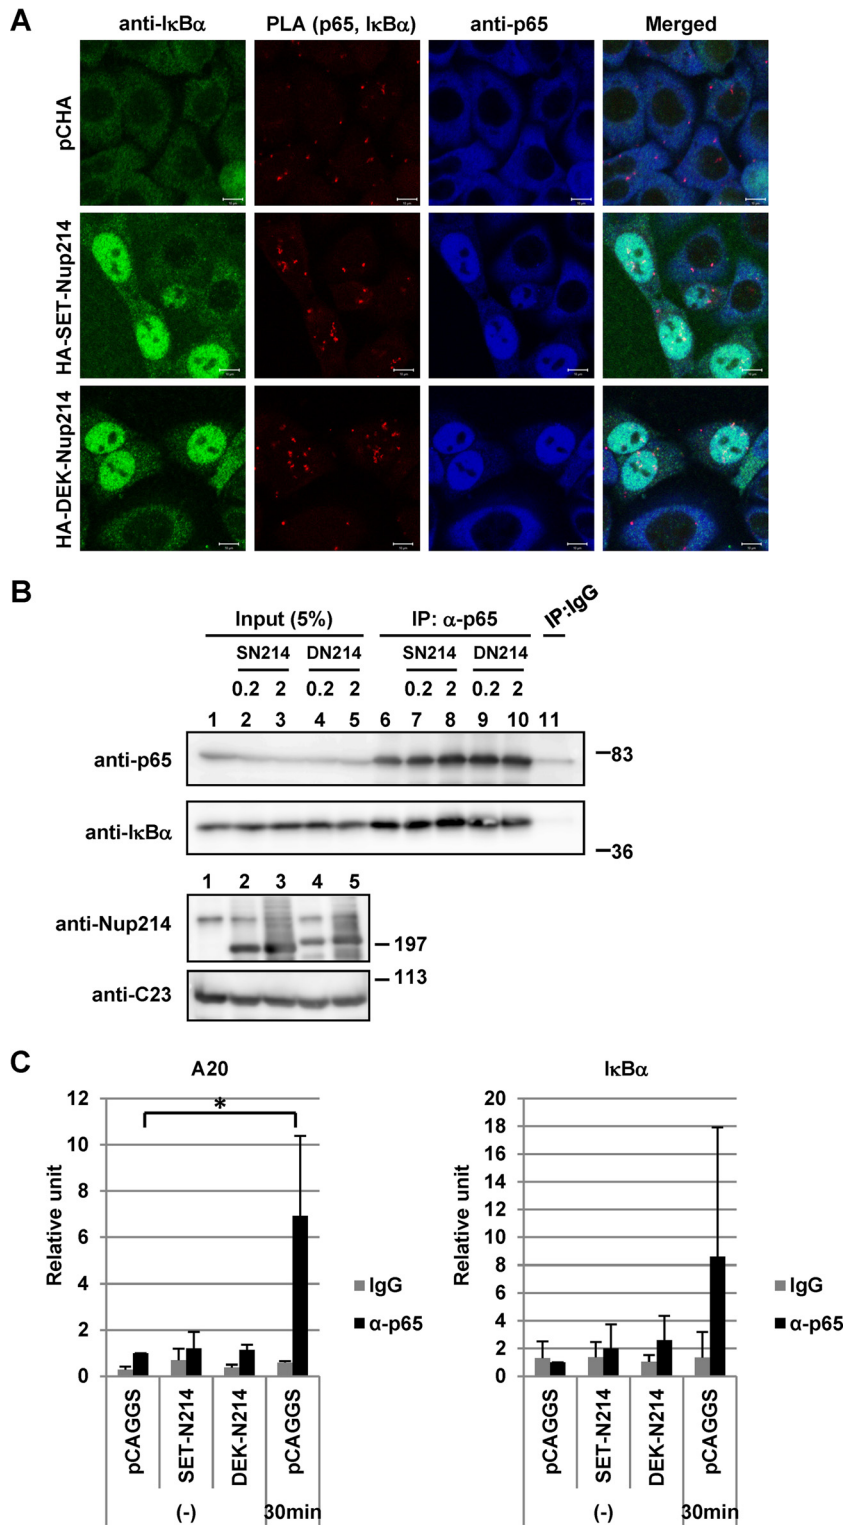 A
anti-IκBα PLA (p65, IκBα) anti-p65 Merged
pCHA
HA-SET-Nup214
HA-DEK-Nup214
B
Input (5%) IP: α-p65 IP:IgG
SN214 DN214 SN214 DN214
0.2 2 0.2 2 0.2 2 0.2 2
1 2 3 4 5 6 7 8 9 10 11
anti-p65 83
anti-IκBα 36
1 2 3 4 5
anti-Nup214 197
113
anti-C23
C
A20
12
10
8
6
4
2
0
Relative unit
*
IgG
α-p65
pCAGGS SET-N214 DEK-N214 pCAGGS
(-) 30min
IκBα
20
18
16
14
12
10
8
6
4
2
0
Relative unit
IgG
α-p65
pCAGGS SET-N214 DEK-N214 pCAGGS
(-) 30min